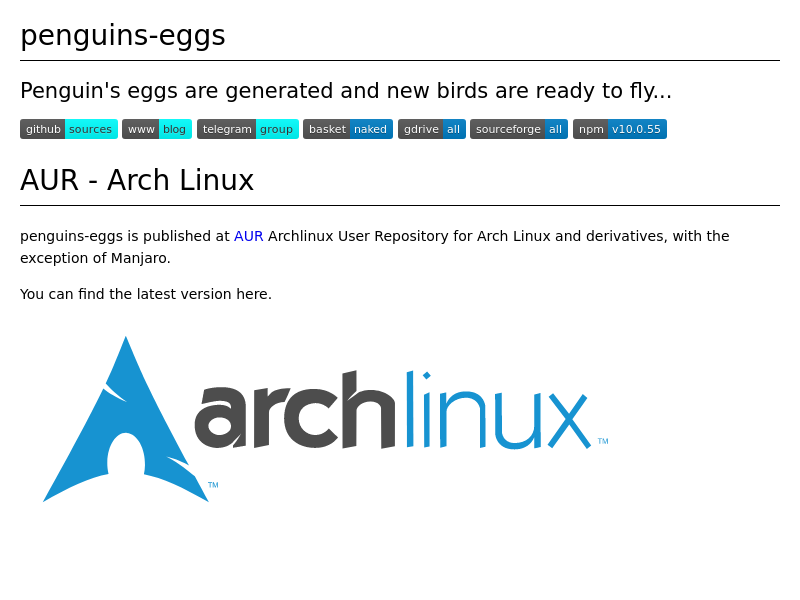 penguins-eggs
Penguin's eggs are generated and new birds are ready to fly...
github sources www blog telegram group basket naked gdrive all sourceforge all npm v10.0.55
AUR - Arch Linux
penguins-eggs is published at AUR Archlinux User Repository for Arch Linux and derivatives, with the
exception of Manjaro.
You can find the latest version here.
archlinux ™
™